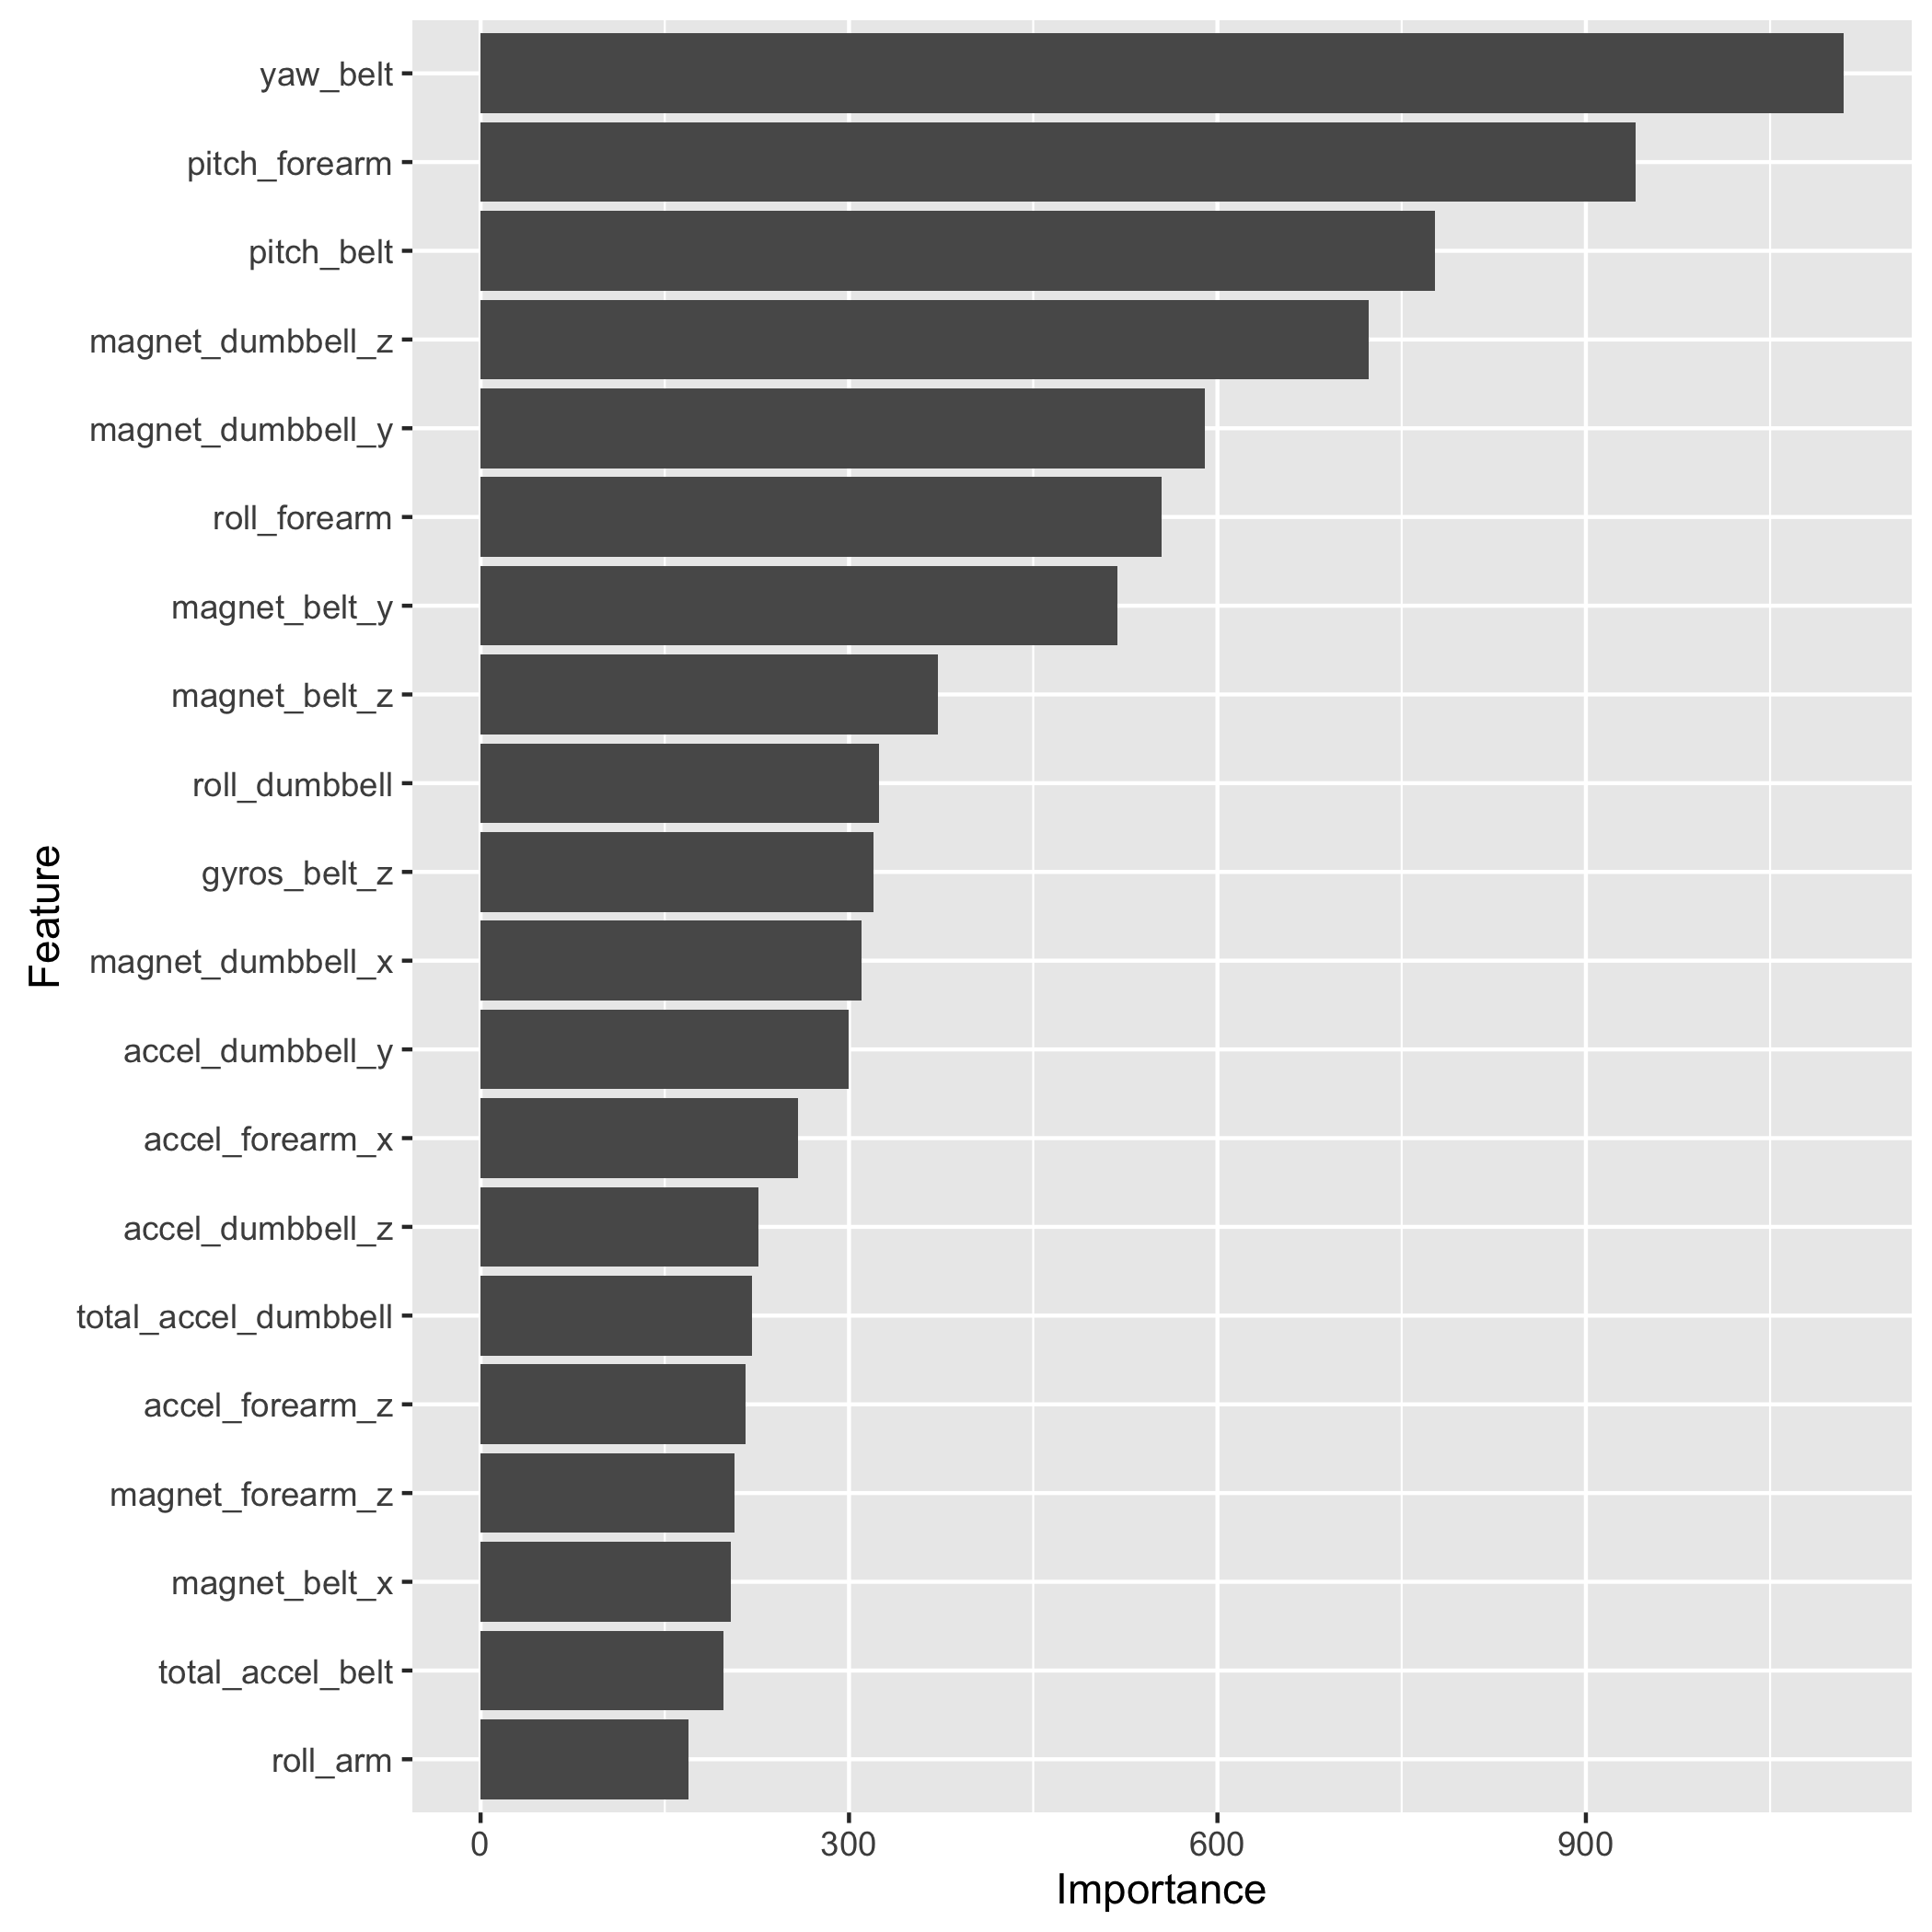 yaw_belt
pitch_forearm
pitch_belt
magnet_dumbbell_z
magnet_dumbbell_y
roll_forearm
magnet_belt_y
magnet_belt_z
roll_dumbbell
gyros_belt_z
magnet_dumbbell_x
accel_dumbbell_y
accel_forearm_x
accel_dumbbell_z
total_accel_dumbbell
accel_forearm_z
magnet_forearm_z
magnet_belt_x
total_accel_belt
roll_arm
Feature
0 300 600 900
Importance